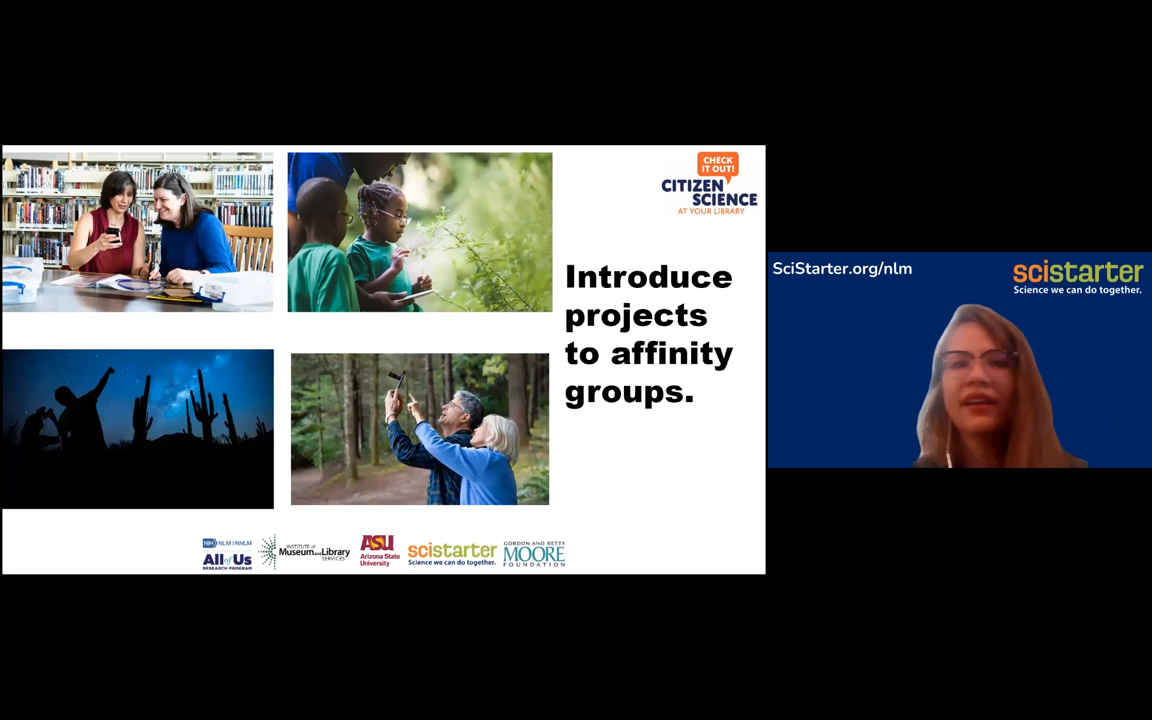 CHECK
IT OUT!
CITIZEN
SCIENCE
AT YOUR LIBRARY
Introduce
projects
to affinity
groups.
NIH NLM NNLM
All of Us
RESEARCH PROGRAM
INSTITUTE of
Museum and Library
SERVICES
ASU
Arizona State
University
scistarter
Science we can do together.
GORDON AND BETTY
MOORE
FOUNDATION
SciStarter.org/nlm
scistarter
Science we can do together.